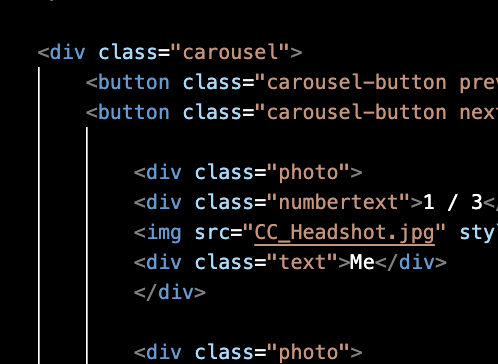 <div class="carousel">
<button class="carousel-button prev
<button class="carousel-button next
<div class="photo">
<div class="numbertext">1 / 3</
<img src="CC_Headshot.jpg" sty
<div class="text">Me</div>
</div>
<div class="photo">